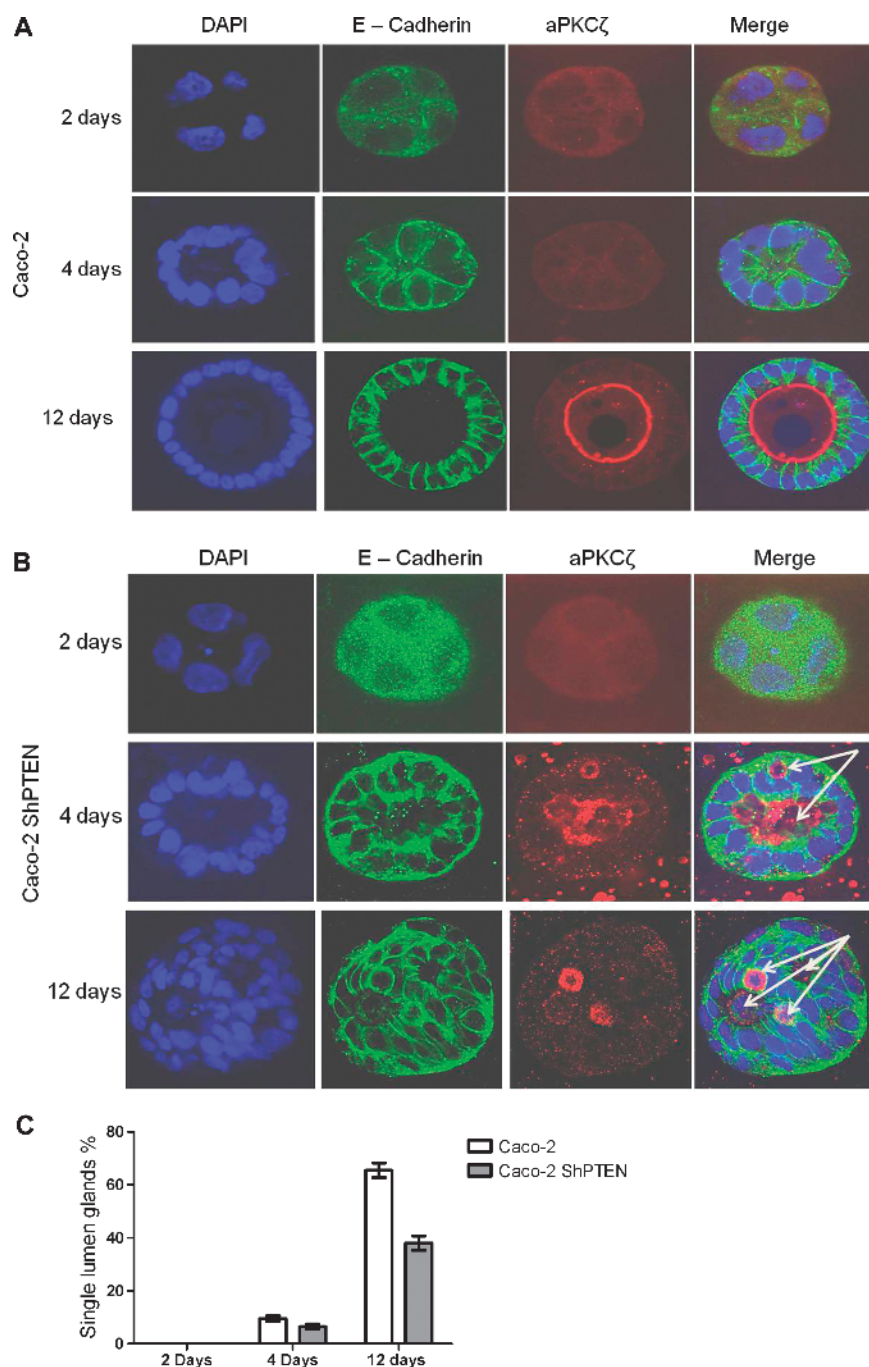 A
DAPI E – Cadherin aPKCζ Merge
2 days
Caco-2
4 days
12 days
B
DAPI E – Cadherin aPKCζ Merge
2 days
Caco-2 ShPTEN
4 days
12 days
C
Single lumen glands %
80
60
40
20
0
2 Days 4 Days 12 days
Caco-2
Caco-2 ShPTEN